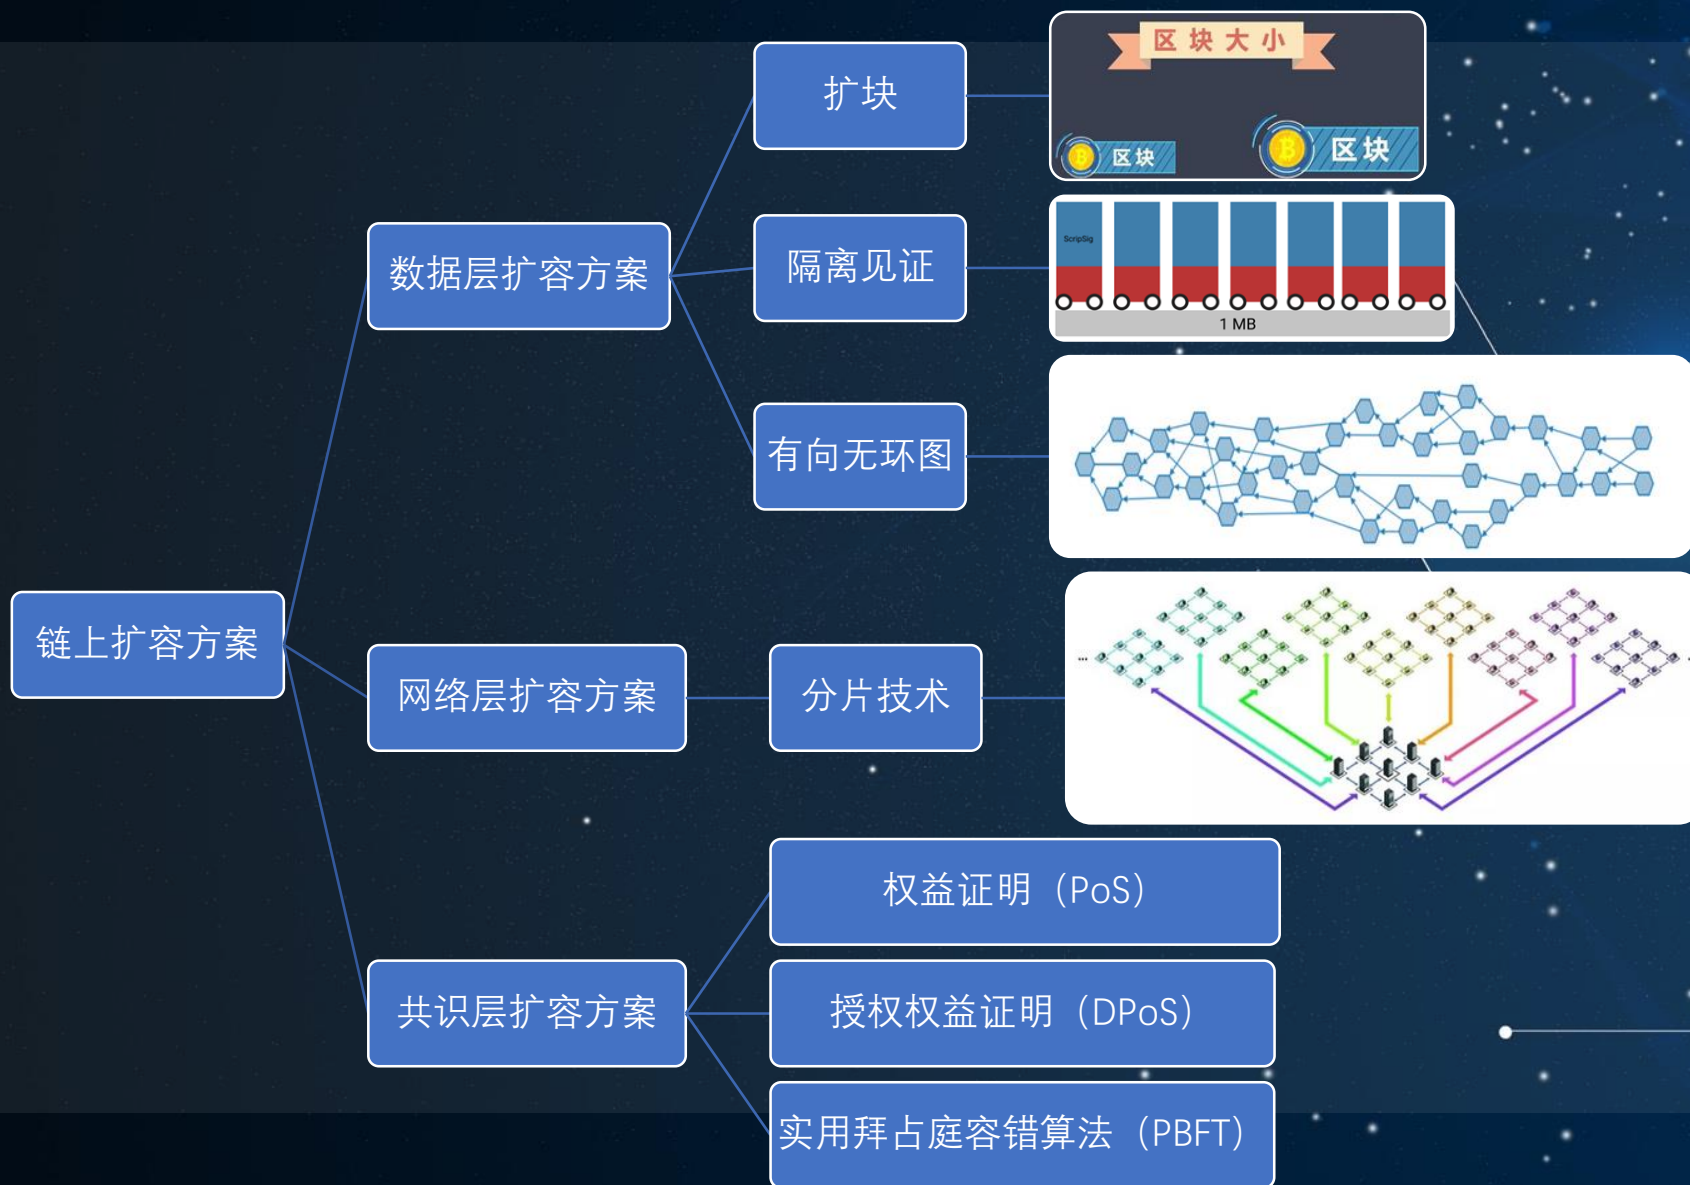 链上扩容方案
数据层扩容方案
扩块
区块大小
区块
区块
隔离见证
ScripSig
1 MB
有向无环图
网络层扩容方案
分片技术
...
共识层扩容方案
权益证明（PoS）
授权权益证明（DPoS）
实用拜占庭容错算法（PBFT）